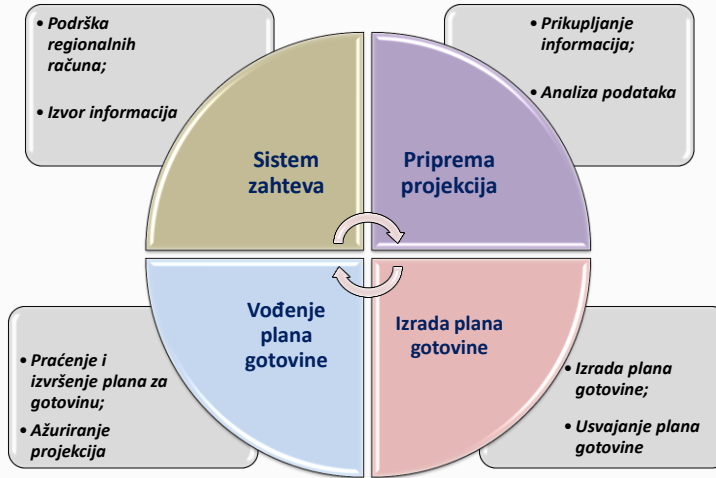 • Podrška
regionalnih
računa;
• Izvor informacija
• Prikupljanje
informacija;
• Analiza podataka
Sistem
zahteva
Priprema
projekcija
Vođenje
plana
gotovine
Izrada plana
gotovine
• Praćenje i
izvršenje plana za
gotovinu;
• Ažuriranje
projekcija
• Izrada plana
gotovine;
• Usvajanje plana
gotovine